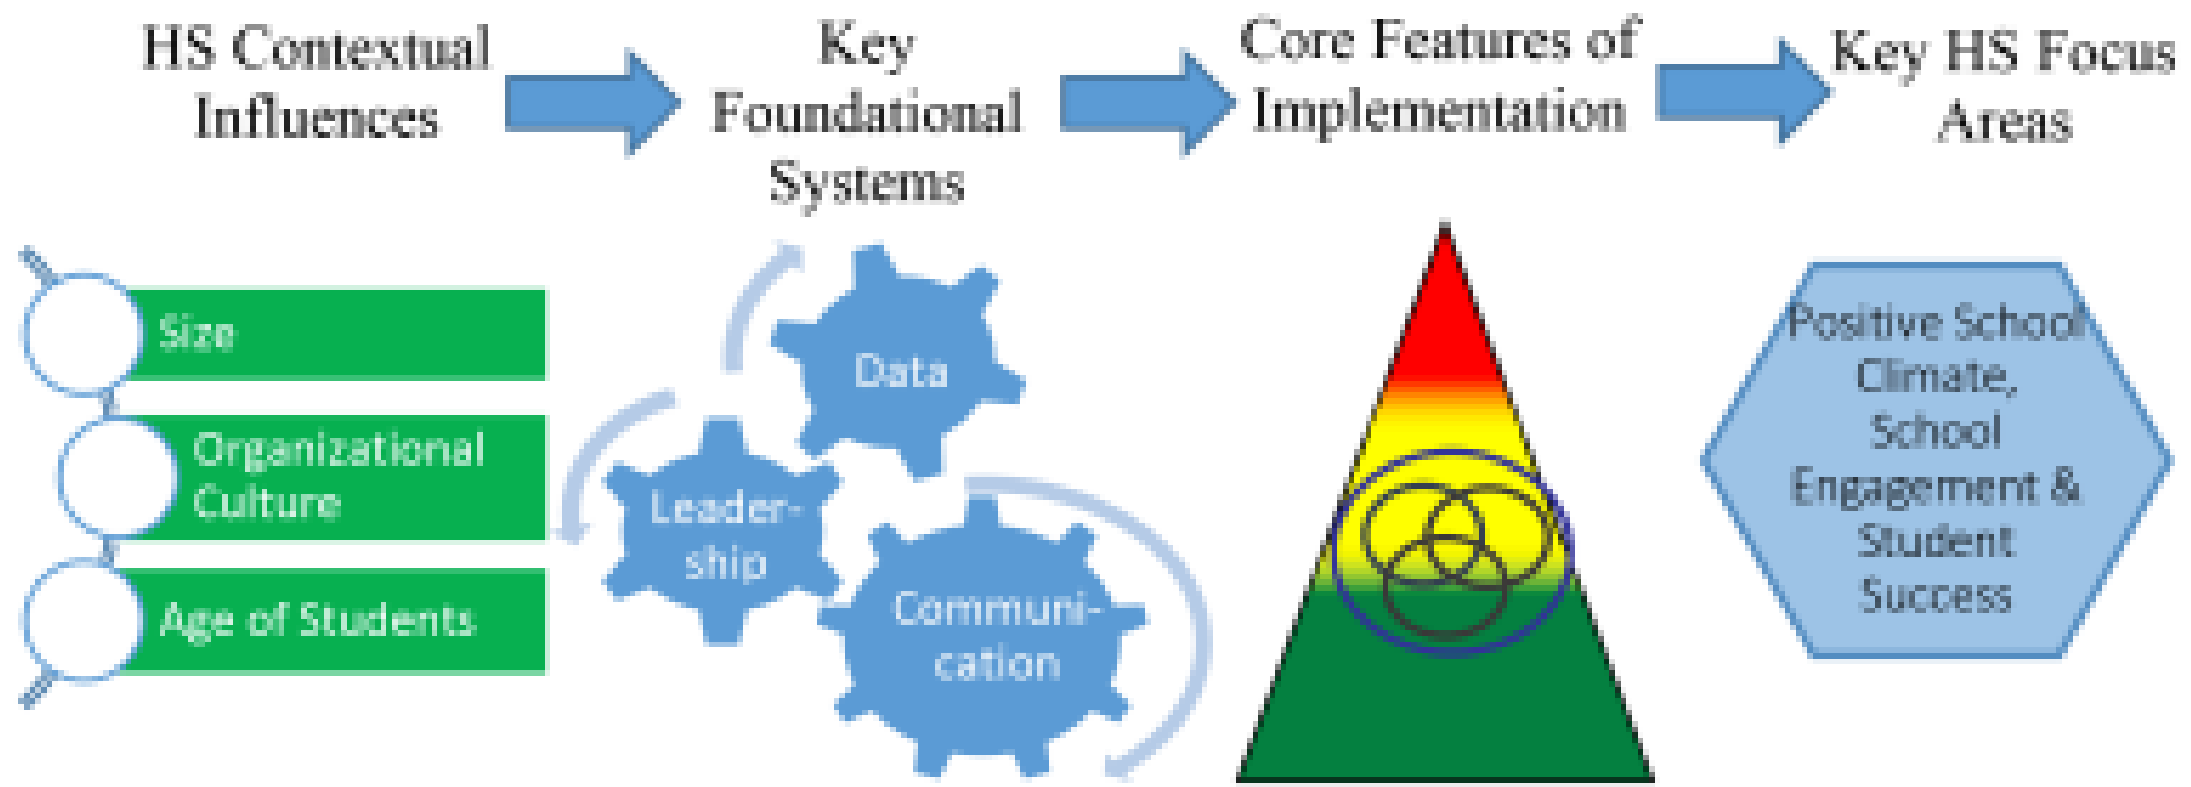 HS Contextual
Influences
Key
Foundational
Systems
Core Features of
Implementation
Key HS Focus
Areas
Size
Organizational
Culture
Age of Students
Data
Leader-
ship
Communi-
cation
Positive School
Climate,
School
Engagement &
Student
Success